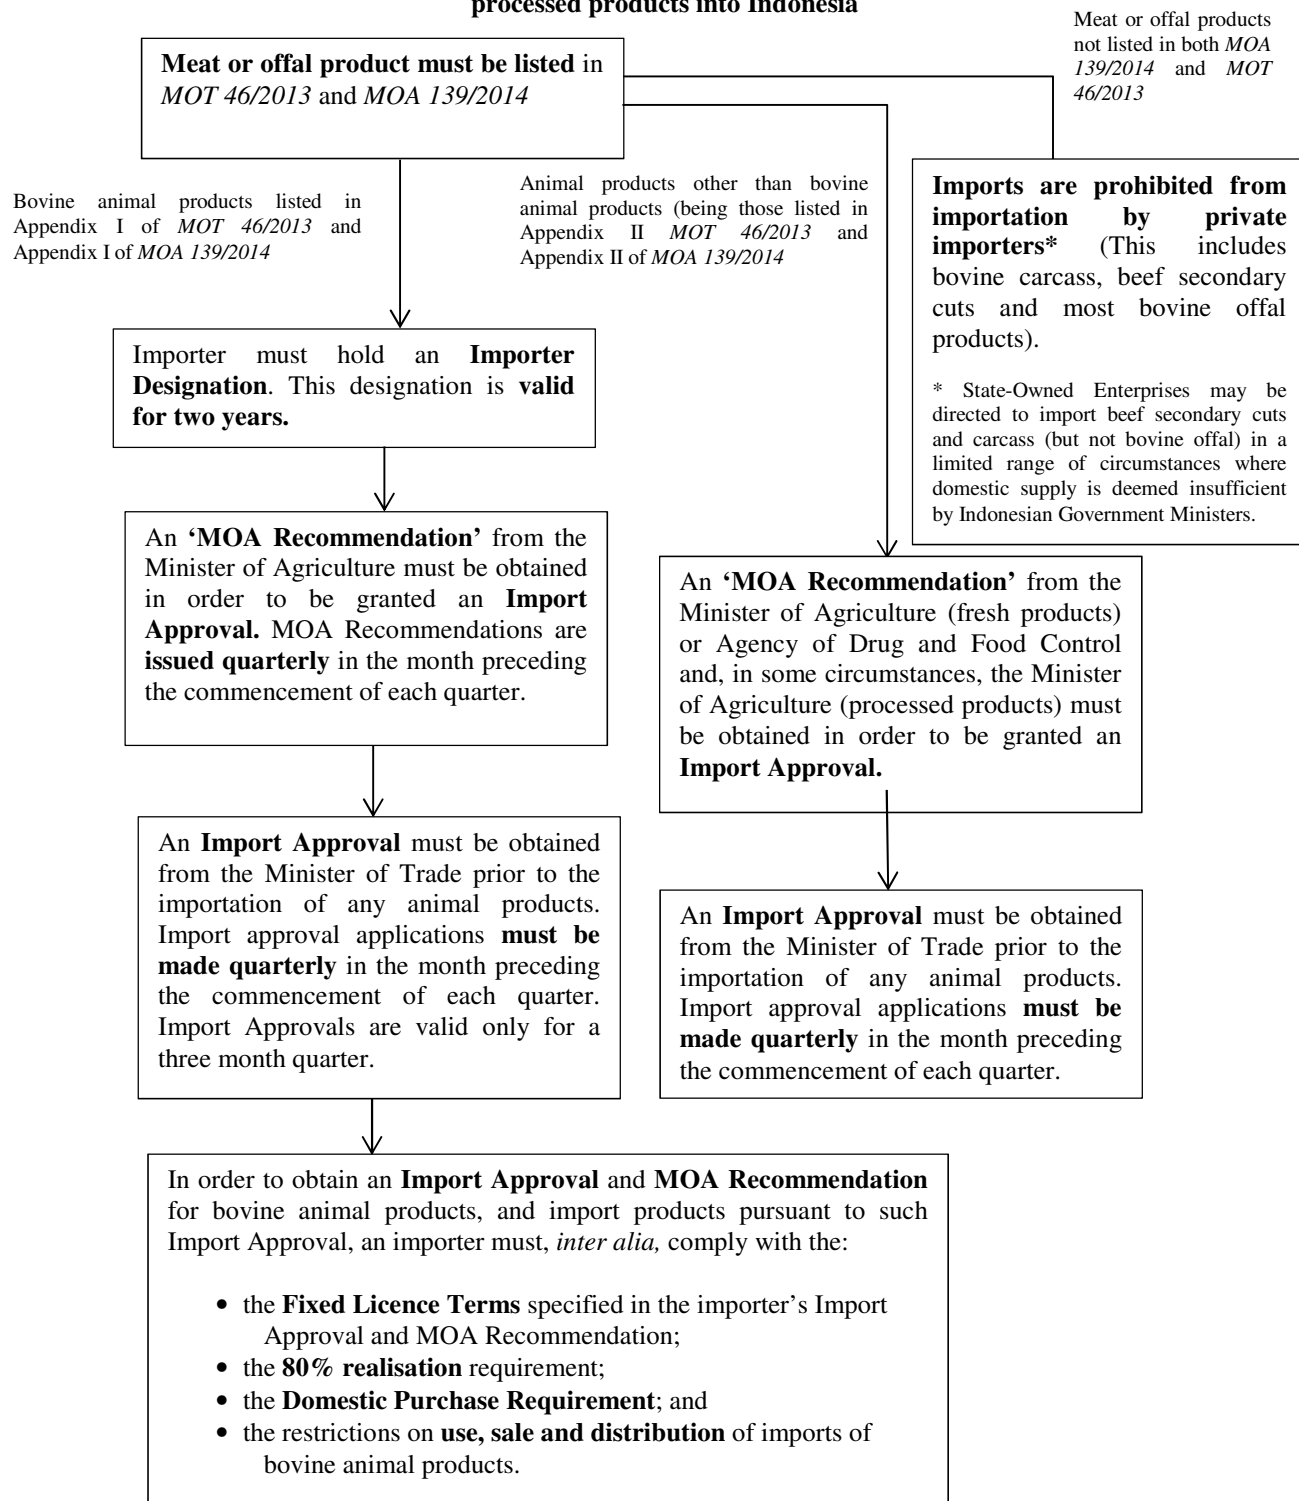 processed products into Indonesia
Meat or offal products
not listed in both MOA
139/2014 and MOT
46/2013
Meat or offal product must be listed in
MOT 46/2013 and MOA 139/2014
Bovine animal products listed in
Appendix I of MOT 46/2013 and
Appendix I of MOA 139/2014
Animal products other than bovine
animal products (being those listed in
Appendix II MOT 46/2013 and
Appendix II of MOA 139/2014
Imports are prohibited from
importation by private
importers* (This includes
bovine carcass, beef secondary
cuts and most bovine offal
products).
* State-Owned Enterprises may be
directed to import beef secondary cuts
and carcass (but not bovine offal) in a
limited range of circumstances where
domestic supply is deemed insufficient
by Indonesian Government Ministers.
Importer must hold an Importer
Designation. This designation is valid
for two years.
An ‘MOA Recommendation’ from the
Minister of Agriculture must be obtained
in order to be granted an Import
Approval. MOA Recommendations are
issued quarterly in the month preceding
the commencement of each quarter.
An ‘MOA Recommendation’ from the
Minister of Agriculture (fresh products)
or Agency of Drug and Food Control
and, in some circumstances, the Minister
of Agriculture (processed products) must
be obtained in order to be granted an
Import Approval.
An Import Approval must be obtained
from the Minister of Trade prior to the
importation of any animal products.
Import approval applications must be
made quarterly in the month preceding
the commencement of each quarter.
Import Approvals are valid only for a
three month quarter.
An Import Approval must be obtained
from the Minister of Trade prior to the
importation of any animal products.
Import approval applications must be
made quarterly in the month preceding
the commencement of each quarter.
In order to obtain an Import Approval and MOA Recommendation
for bovine animal products, and import products pursuant to such
Import Approval, an importer must, inter alia, comply with the:
• the Fixed Licence Terms specified in the importer’s Import
Approval and MOA Recommendation;
• the 80% realisation requirement;
• the Domestic Purchase Requirement; and
• the restrictions on use, sale and distribution of imports of
bovine animal products.